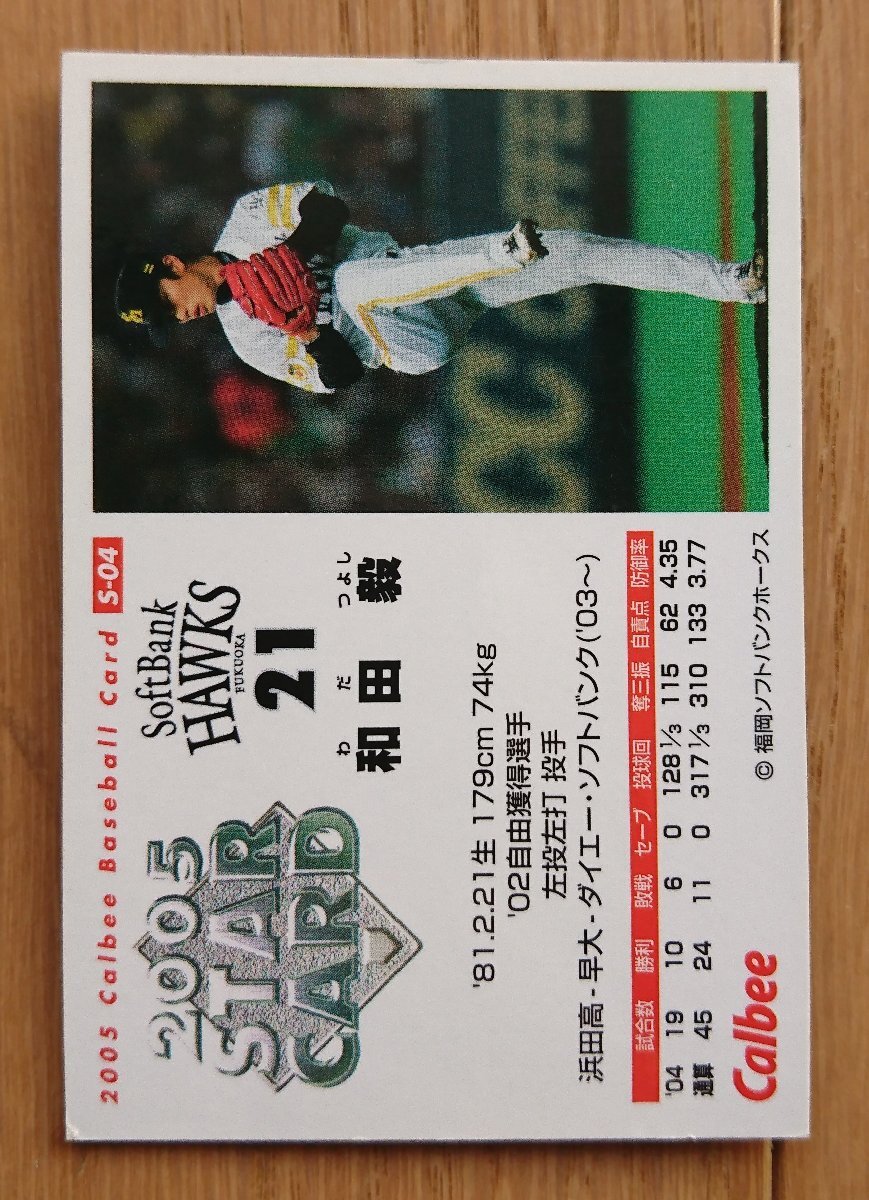 2005 Calbee Baseball Card S-04
2005
STAR
CARD
SoftBank
HAWKS
FUKUOKA
21
わ だ つよし
和田 毅
'81.2.21生 179cm 74kg
'02自由獲得選手
左投左打 投手
浜田高-早大-ダイエー・ソフトバンク('03〜)
試合数 勝利 敗戦 セーブ 投球回 奪三振 自責点 防御率
'04 19 10 6 0 128 1/3 115 62 4.35
通算 45 24 11 0 317 1/3 310 133 3.77
Calbee
© 福岡ソフトバンクホークス